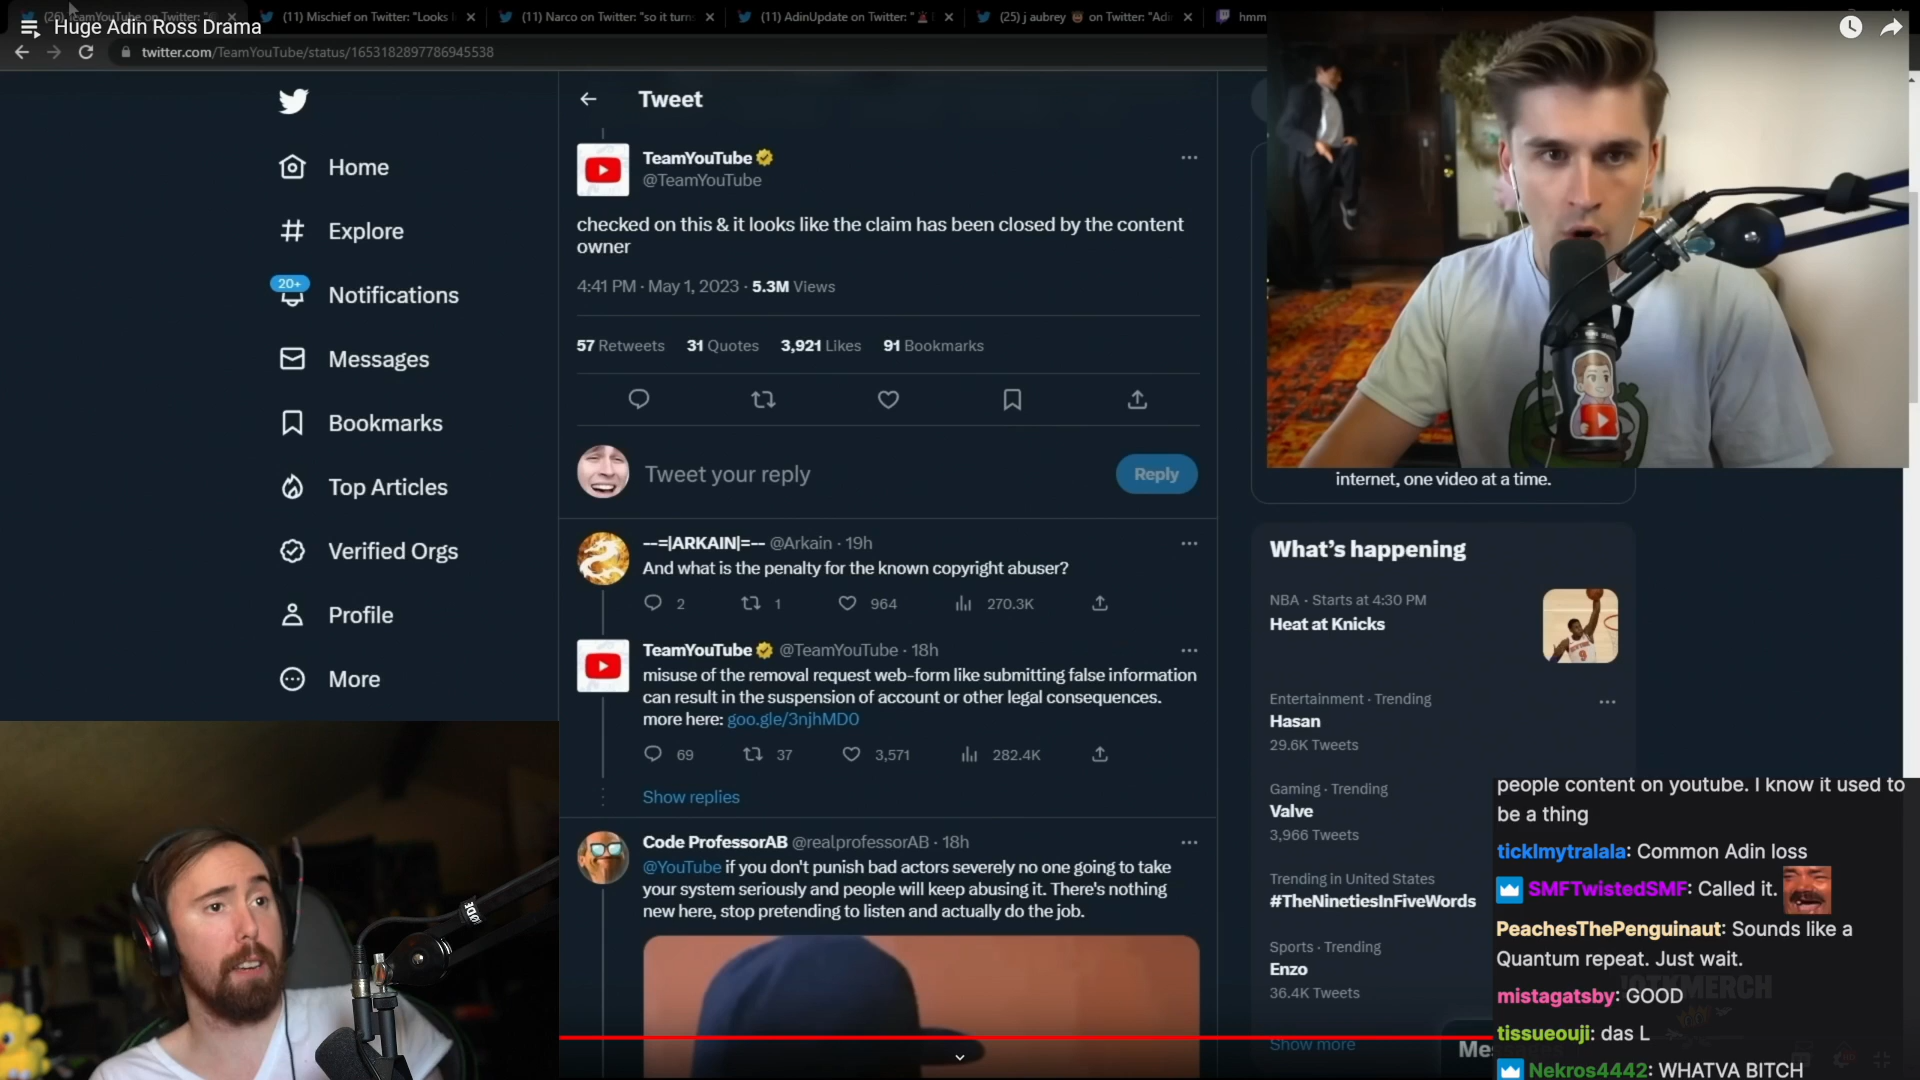 (26) TeamYouTube on Twitter: "@
(11) Mischief on Twitter: "Looks l
(11) Narco on Twitter: "so it turns
(11) AdinUpdate on Twitter: "
(25) j aubrey on Twitter: "Adi
hmm
Huge Adin Ross Drama
twitter.com/TeamYouTube/status/1653182897786945538
Home
Explore
20+
Notifications
Messages
Bookmarks
Top Articles
Verified Orgs
Profile
More
Tweet
TeamYouTube
@TeamYouTube
checked on this & it looks like the claim has been closed by the content
owner
4:41 PM · May 1, 2023 · 5.3M Views
57 Retweets 31 Quotes 3,921 Likes 91 Bookmarks
Tweet your reply
Reply
--=|ARKAIN|=-- @Arkain · 19h
And what is the penalty for the known copyright abuser?
2 1 964 270.3K
TeamYouTube @TeamYouTube · 18h
misuse of the removal request web-form like submitting false information
can result in the suspension of account or other legal consequences.
more here: goo.gle/3njhMD0
69 37 3,571 282.4K
Show replies
Code ProfessorAB @realprofessorAB · 18h
@YouTube if you don't punish bad actors severely no one going to take
your system seriously and people will keep abusing it. There's nothing
new here, stop pretending to listen and actually do the job.
internet, one video at a time.
What's happening
NBA · Starts at 4:30 PM
Heat at Knicks
Entertainment · Trending
Hasan
29.6K Tweets
Gaming · Trending
Valve
3,966 Tweets
Trending in United States
#TheNinetiesInFiveWords
Sports · Trending
Enzo
36.4K Tweets
Show more
people content on youtube. I know it used to
be a thing
ticklmytralala: Common Adin loss
SMFTwistedSMF: Called it.
PeachesThePenguinaut: Sounds like a
Quantum repeat. Just wait.
mistagatsby: GOOD
tissueouji: das L
Nekros4442: WHATVA BITCH